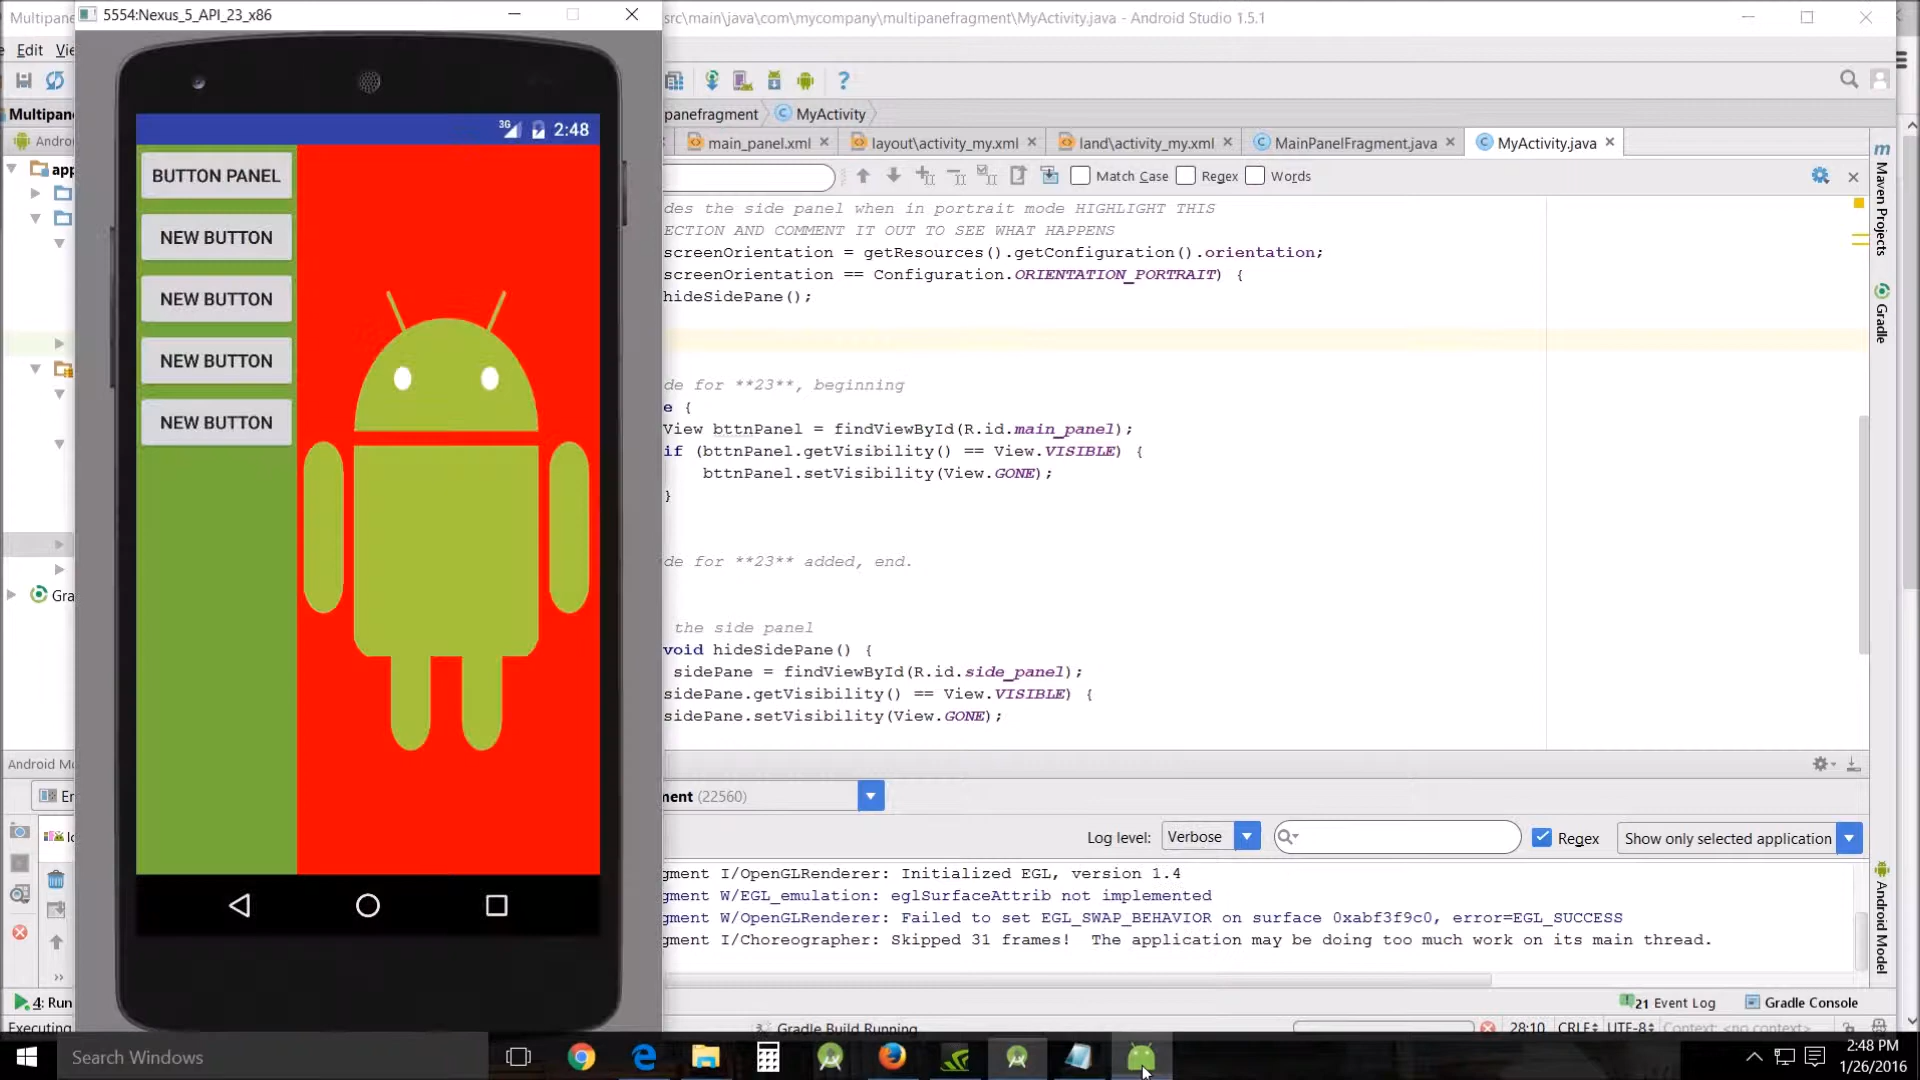 5554:Nexus_5_API_23_x86
Multipane
src\main\java\com\mycompany\multipanefragment\MyActivity.java - Android Studio 1.5.1
Edit
panefragment
MyActivity
main_panel.xml
layout\activity_my.xml
land\activity_my.xml
MainPanelFragment.java
MyActivity.java
Match Case
Regex
Words
3G
2:48
BUTTON PANEL
NEW BUTTON
NEW BUTTON
NEW BUTTON
NEW BUTTON
app
des the side panel when in portrait mode HIGHLIGHT THIS
ECTION AND COMMENT IT OUT TO SEE WHAT HAPPENS
screenOrientation = getResources().getConfiguration().orientation;
screenOrientation == Configuration.ORIENTATION_PORTRAIT) {
hideSidePane();
de for **23**, beginning
e {
View bttnPanel = findViewById(R.id.main_panel);
if (bttnPanel.getVisibility() == View.VISIBLE) {
bttnPanel.setVisibility(View.GONE);
}
de for **23** added, end.
the side panel
void hideSidePane() {
sidePane = findViewById(R.id.side_panel);
sidePane.getVisibility() == View.VISIBLE) {
sidePane.setVisibility(View.GONE);
Maven Projects
Gradle
Android Model
Gra
Android Mo
ment (22560)
Log level:
Verbose
Regex
Show only selected application
gment I/OpenGLRenderer: Initialized EGL, version 1.4
gment W/EGL_emulation: eglSurfaceAttrib not implemented
gment W/OpenGLRenderer: Failed to set EGL_SWAP_BEHAVIOR on surface 0xabf3f9c0, error=EGL_SUCCESS
gment I/Choreographer: Skipped 31 frames!  The application may be doing too much work on its main thread.
4: Run
21 Event Log
Gradle Console
Executing
Gradle Build Running
28:10
CRLF
UTF-8
Context: <no context>
Search Windows
2:48 PM
1/26/2016